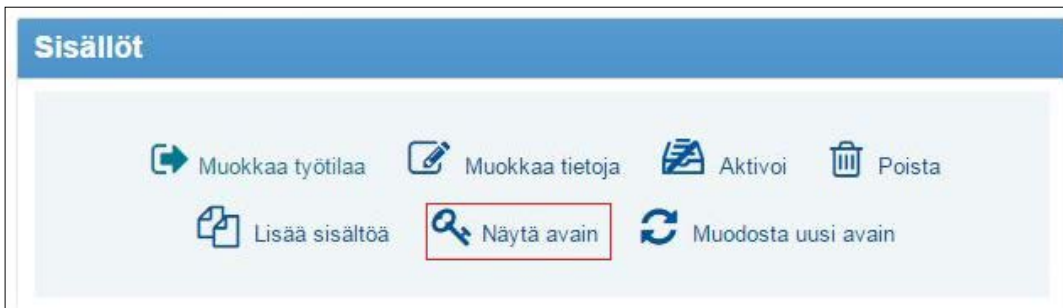 Sisällöt
Muokkaa työtilaa Muokkaa tietoja Aktivoi Poista
Lisää sisältöä Näytä avain Muodosta uusi avain